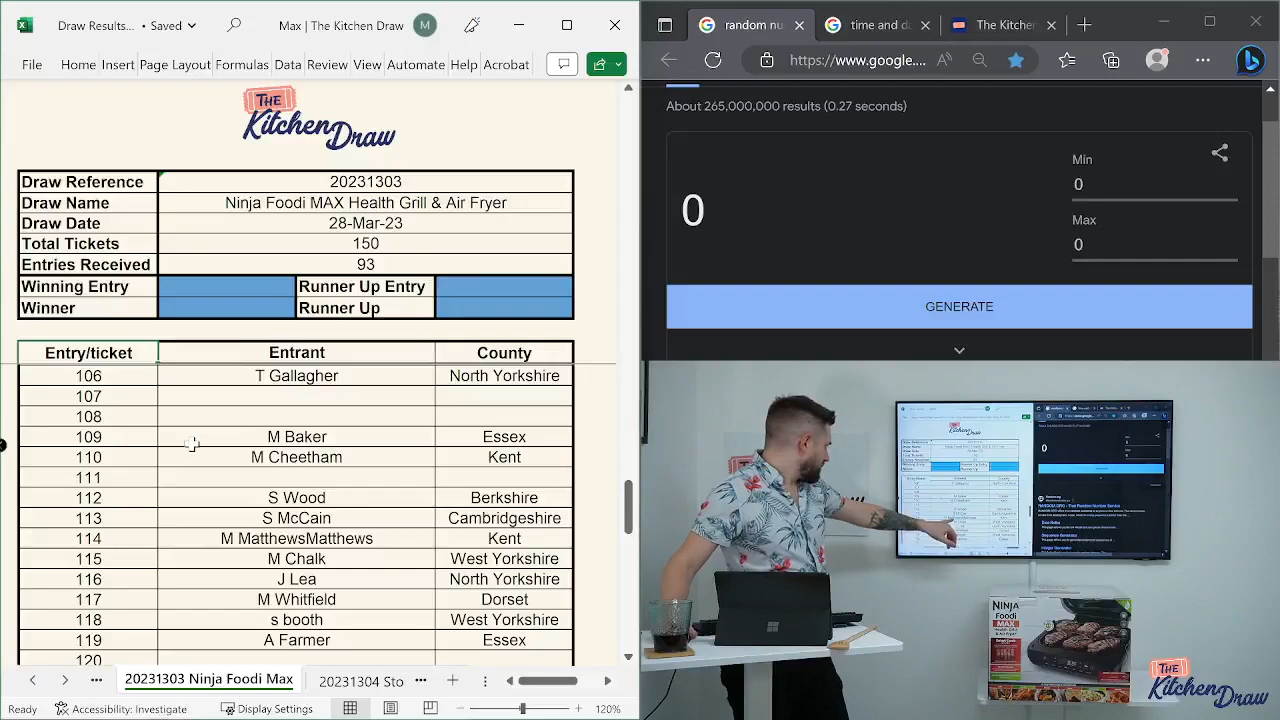 Draw Results • Saved
Max | The Kitchen Draw
M
File Home Insert Page Layout Formulas Data Review View Automate Help Acrobat
THE
Kitchen Draw
Draw Reference 20231303
Draw Name Ninja Foodi MAX Health Grill & Air Fryer
Draw Date 28-Mar-23
Total Tickets 150
Entries Received 93
Winning Entry Runner Up Entry
Winner Runner Up
Entry/ticket Entrant County
106 T Gallagher North Yorkshire
107
108
109 M Baker Essex
110 M Cheetham Kent
111
112 S Wood Berkshire
113 S McCain Cambridgeshire
114 M MatthewsMatthews Kent
115 M Chalk West Yorkshire
116 J Lea North Yorkshire
117 M Whitfield Dorset
118 s booth West Yorkshire
119 A Farmer Essex
120
20231303 Ninja Foodi Max
20231304 Sto
Ready Accessibility: Investigate Display Settings 120%
random nu
time and d
The Kitchen
https://www.google....
About 265,000,000 results (0.27 seconds)
0
Min
0
Max
0
GENERATE
Kitchen Draw
0
NINJA
FOODI
MAX
HEALTH GRILL
& AIR FRYER
THE
Kitchen Draw